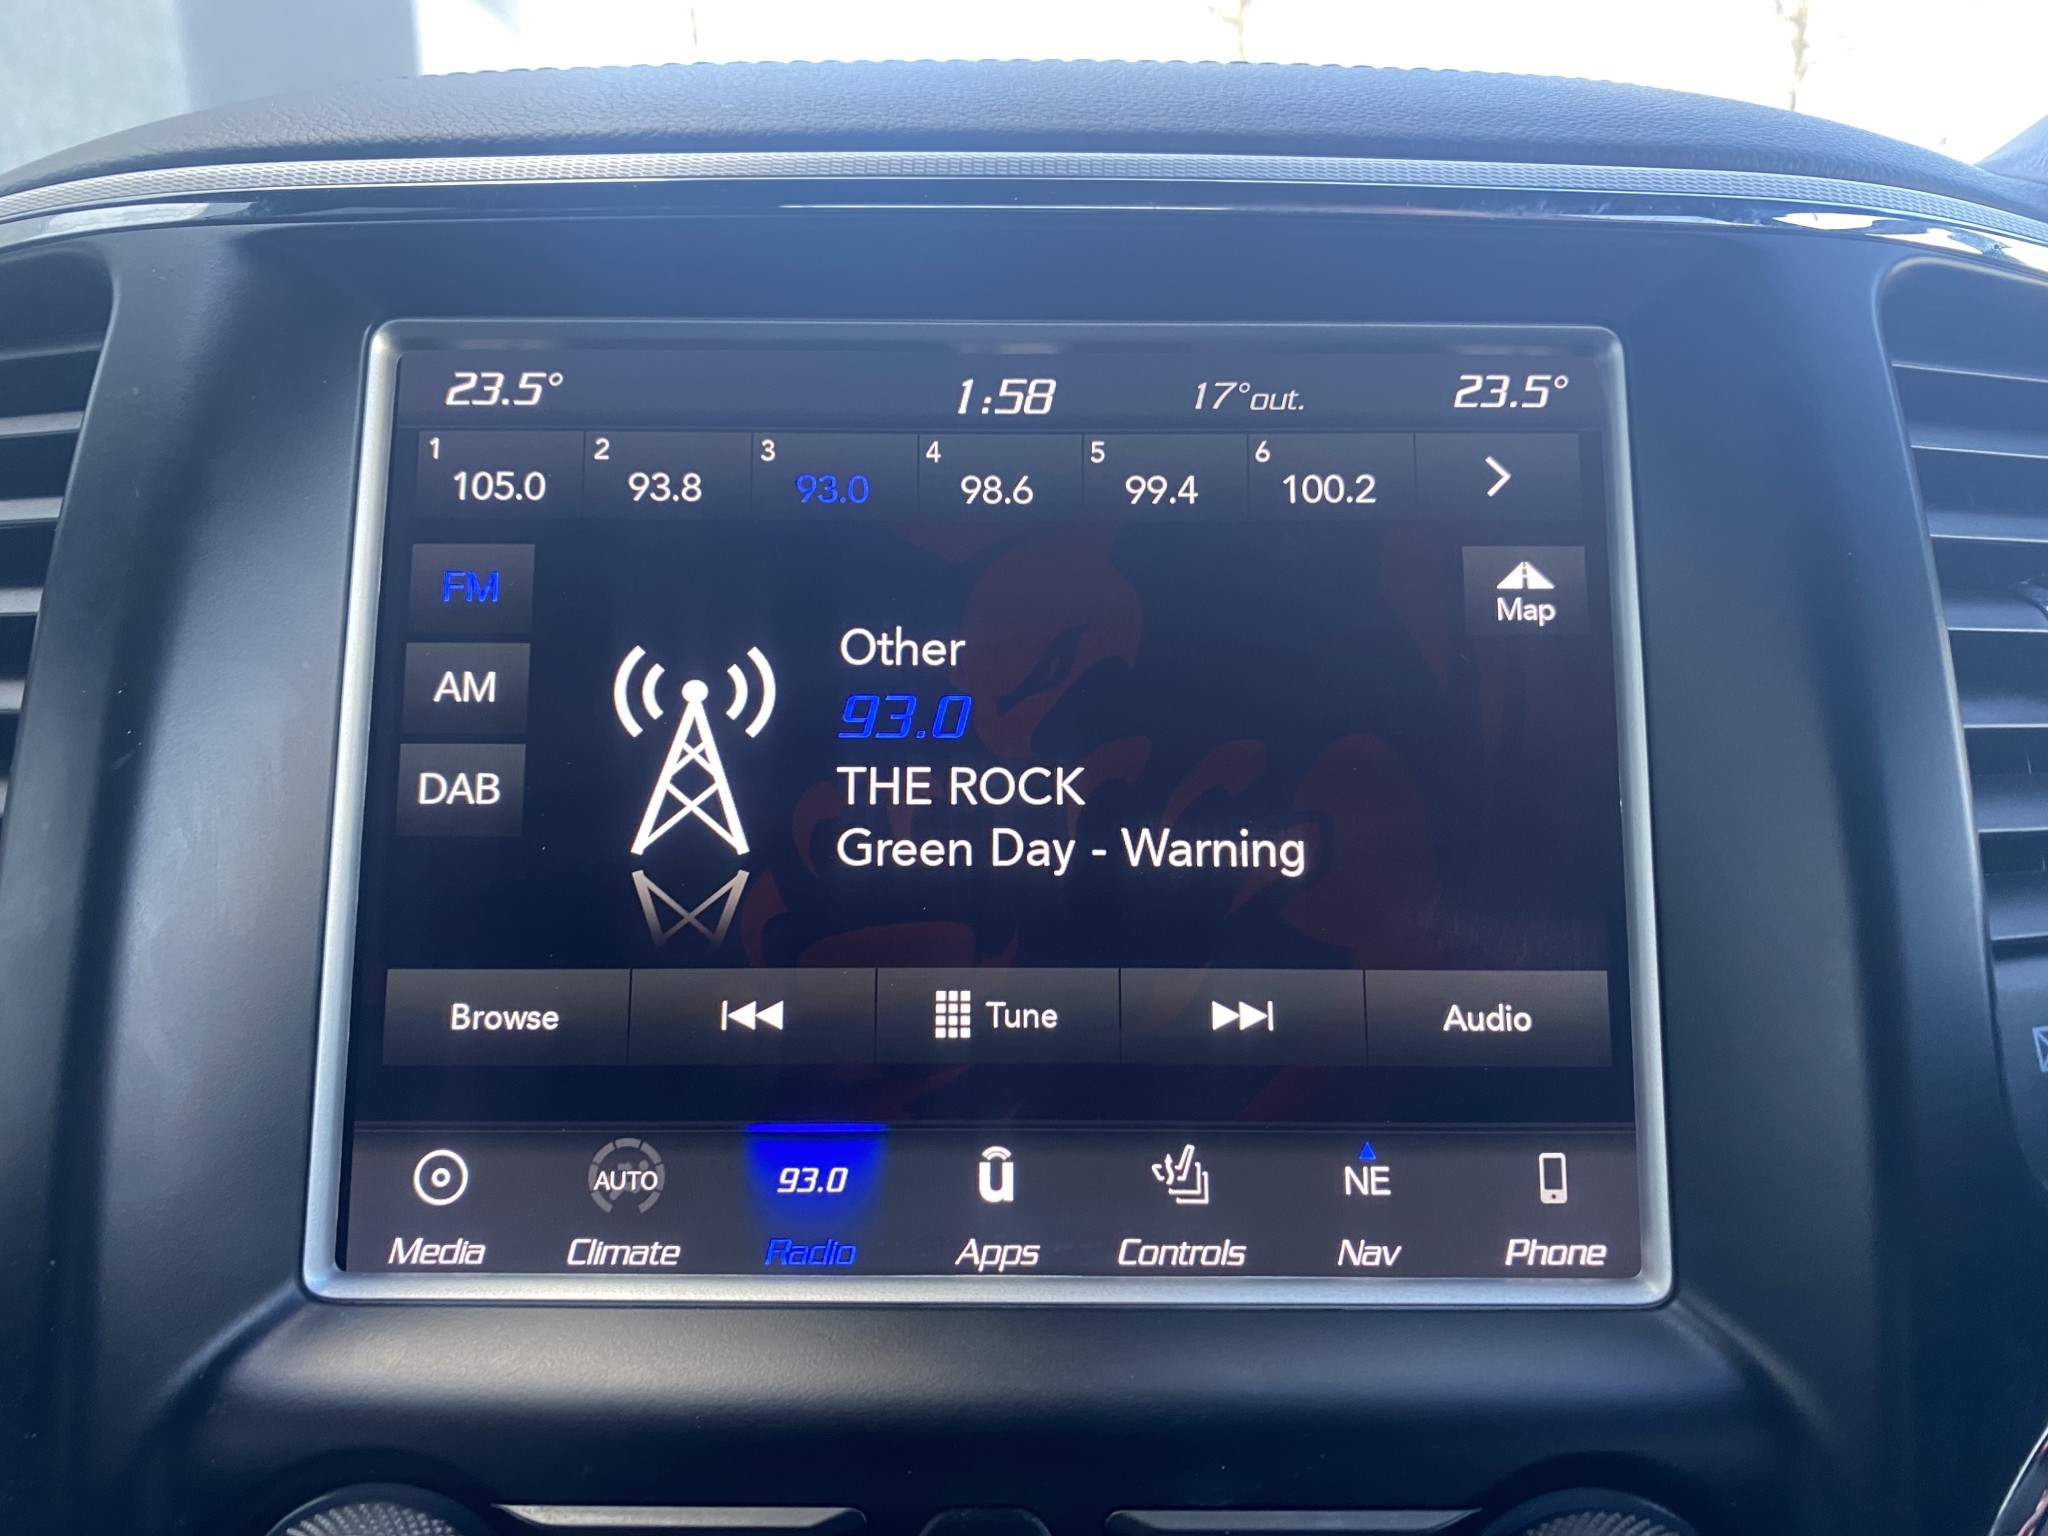 23.5° 1:58 17°out. 23.5°
1 2 3 4 5 6
105.0 93.8 93.0 98.6 99.4 100.2
FM
Map
AM
DAB
Other
93.0
THE ROCK
Green Day - Warning
Browse Tune Audio
AUTO 93.0 u NE
Media Climate Radio Apps Controls Nav Phone